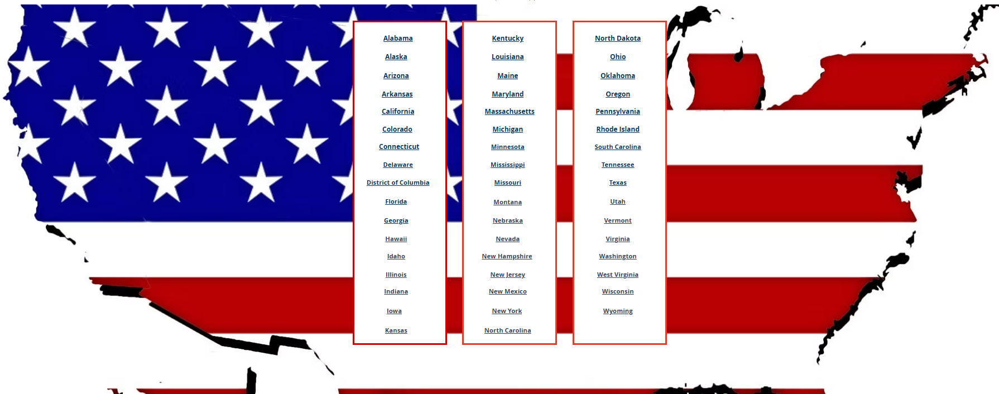 Alabama
Alaska
Arizona
Arkansas
California
Colorado
Connecticut
Delaware
District of Columbia
Florida
Georgia
Hawaii
Idaho
Illinois
Indiana
Iowa
Kansas
Kentucky
Louisiana
Maine
Maryland
Massachusetts
Michigan
Minnesota
Mississippi
Missouri
Montana
Nebraska
Nevada
New Hampshire
New Jersey
New Mexico
New York
North Carolina
North Dakota
Ohio
Oklahoma
Oregon
Pennsylvania
Rhode Island
South Carolina
Tennessee
Texas
Utah
Vermont
Virginia
Washington
West Virginia
Wisconsin
Wyoming